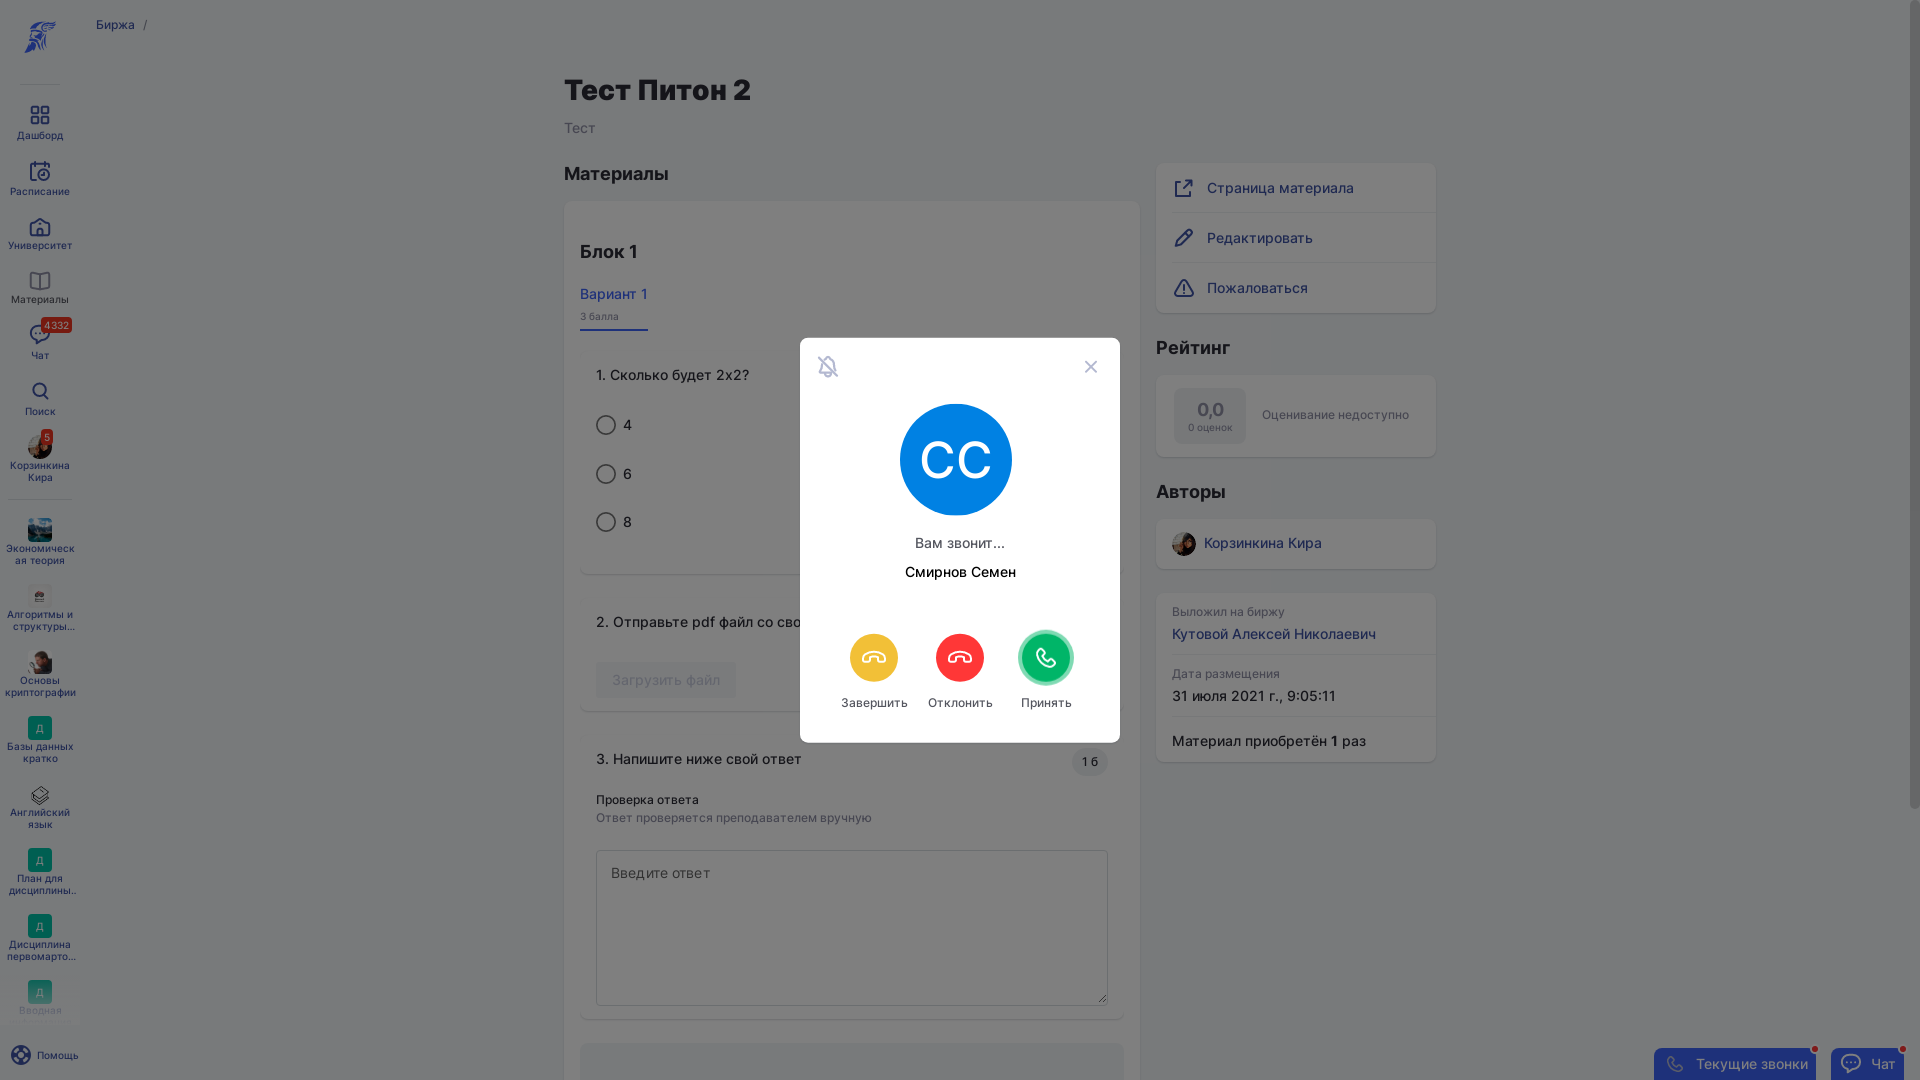 Биржа /
Дашборд
Расписание
Университет
Материалы
4332
Чат
Поиск
5
Корзинкина
Кира
Экономическ
ая теория
Алгоритмы и
структуры...
Основы
криптографии
Д
Базы данных
кратко
Английский
язык
Д
План для
дисциплины..
Д
Дисциплина
первомарто...
Д
Вводная
Помощь
Тест Питон 2
Тест
Материалы
Блок 1
Вариант 1
3 балла
1. Сколько будет 2х2?
4
6
8
2. Отправьте pdf файл со сво
Загрузить файл
3. Напишите ниже свой ответ
1 б
Проверка ответа
Ответ проверяется преподавателем вручную
Введите ответ
СС
Вам звонит...
Смирнов Семен
Завершить
Отклонить
Принять
Страница материала
Редактировать
Пожаловаться
Рейтинг
0,0
0 оценок
Оценивание недоступно
Авторы
Корзинкина Кира
Выложил на биржу
Кутовой Алексей Николаевич
Дата размещения
31 июля 2021 г., 9:05:11
Материал приобретён 1 раз
Текущие звонки
Чат